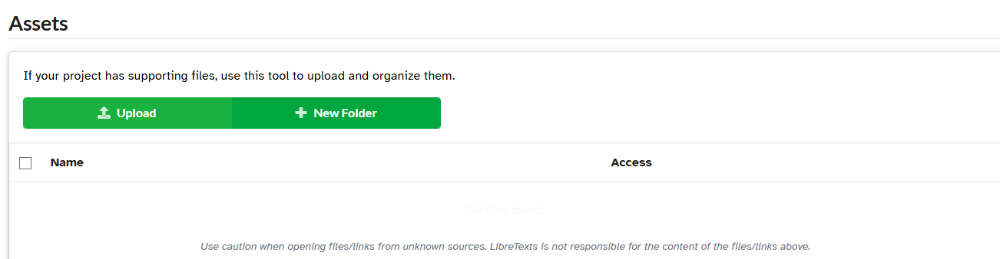 Assets
If your project has supporting files, use this tool to upload and organize them.
Upload
New Folder
Name
Access
No files found.
Use caution when opening files/links from unknown sources. LibreTexts is not responsible for the content of the files/links above.